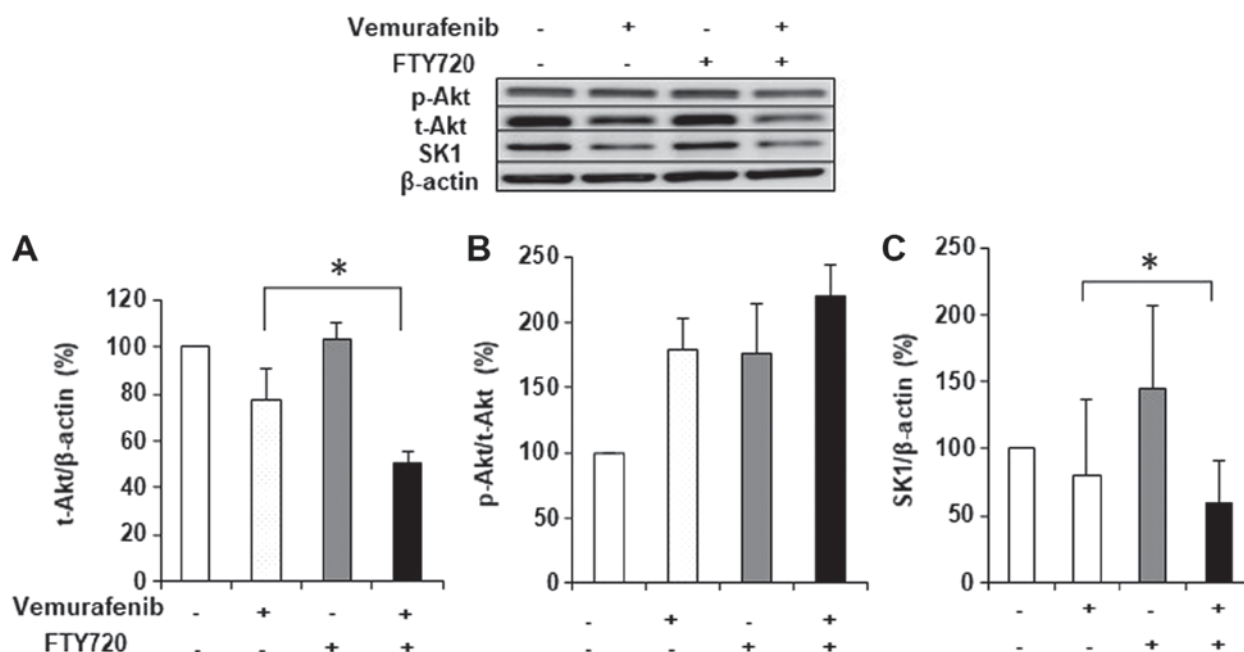 Vemurafenib - + - +
FTY720 - - + +
p-Akt
t-Akt
SK1
β-actin
A
*
t-Akt/β-actin (%)
120
100
80
60
40
20
0
Vemurafenib - + - +
FTY720 - - + +
B
p-Akt/t-Akt (%)
250
200
150
100
50
0
- + - +
- - + +
C
*
SK1/β-actin (%)
250
200
150
100
50
0
- + - +
- - + +